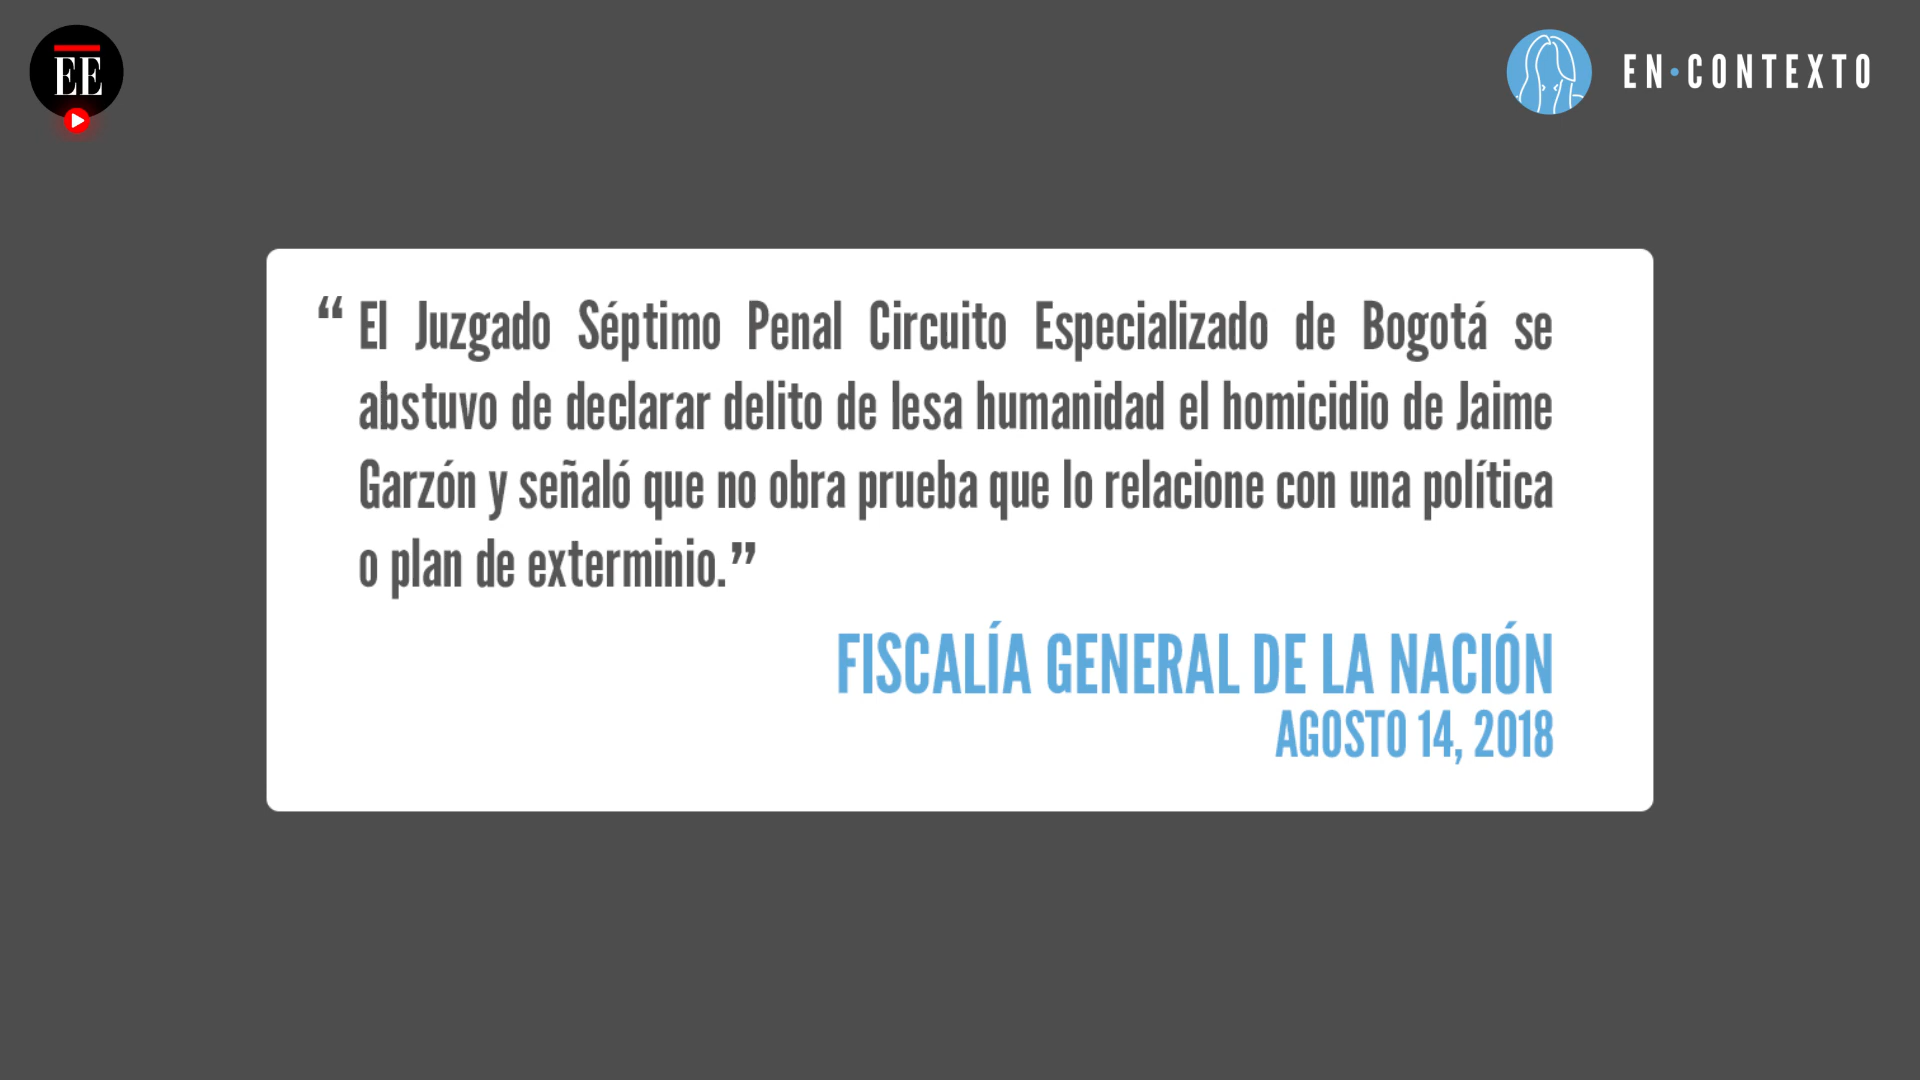 EE
EN•CONTEXTO
“El Juzgado Séptimo Penal Circuito Especializado de Bogotá se
abstuvo de declarar delito de lesa humanidad el homicidio de Jaime
Garzón y señaló que no obra prueba que lo relacione con una política
o plan de exterminio.”
FISCALÍA GENERAL DE LA NACIÓN
AGOSTO 14, 2018